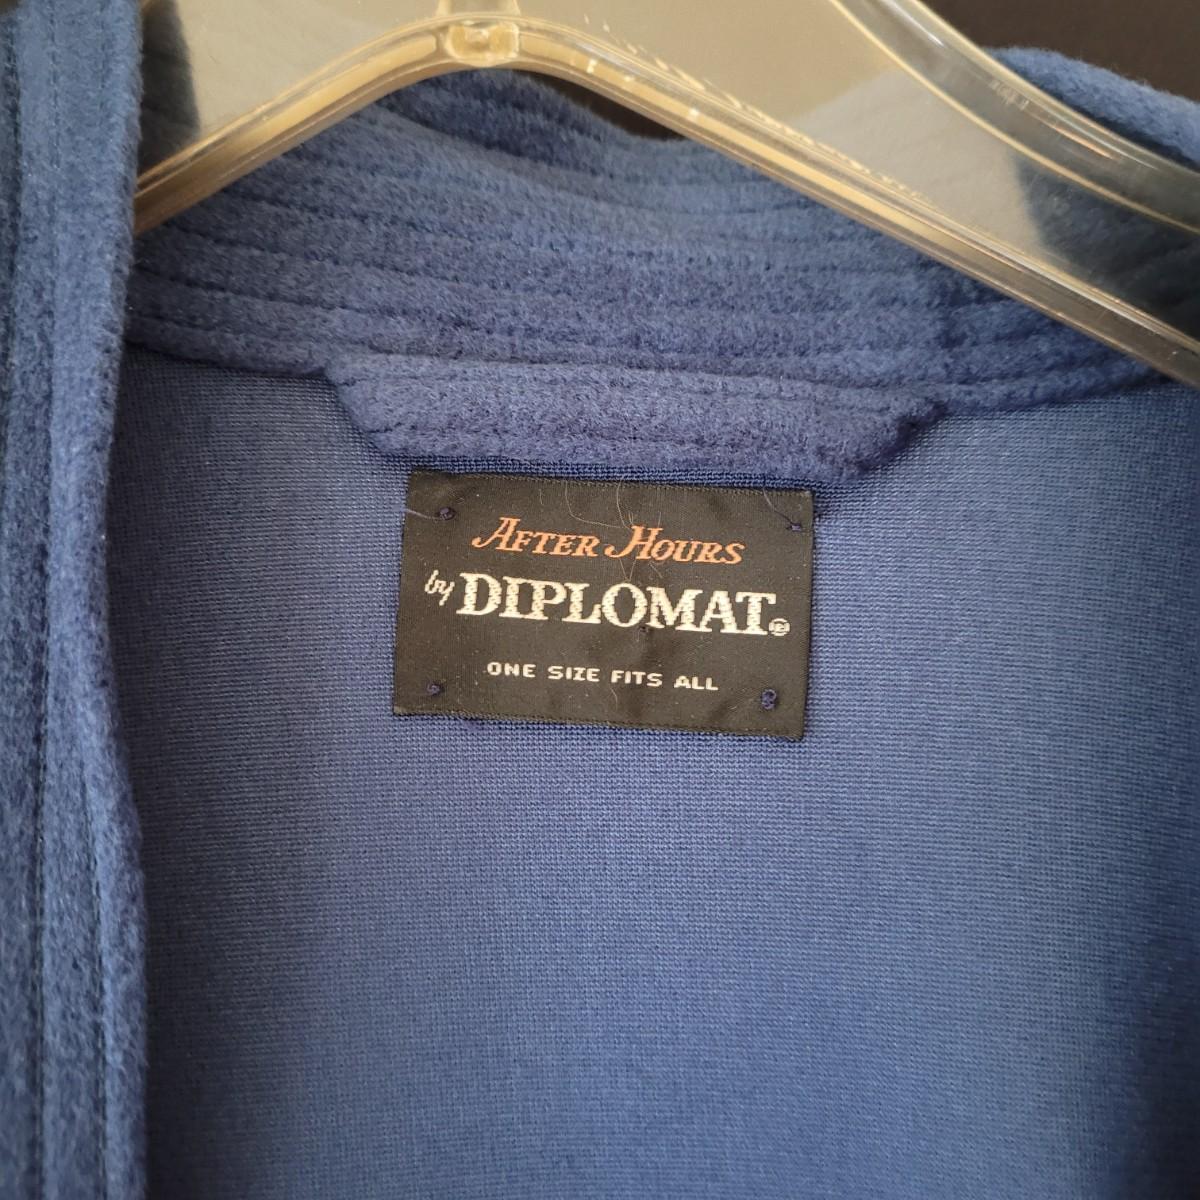 AFTER HOURS
by DIPLOMAT®
ONE SIZE FITS ALL